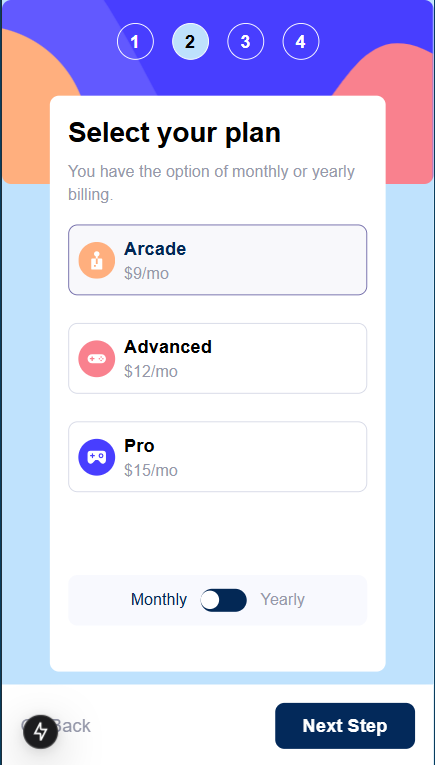 1 2 3 4
Select your plan
You have the option of monthly or yearly
billing.
Arcade
$9/mo
Advanced
$12/mo
Pro
$15/mo
Monthly Yearly
Back Next Step